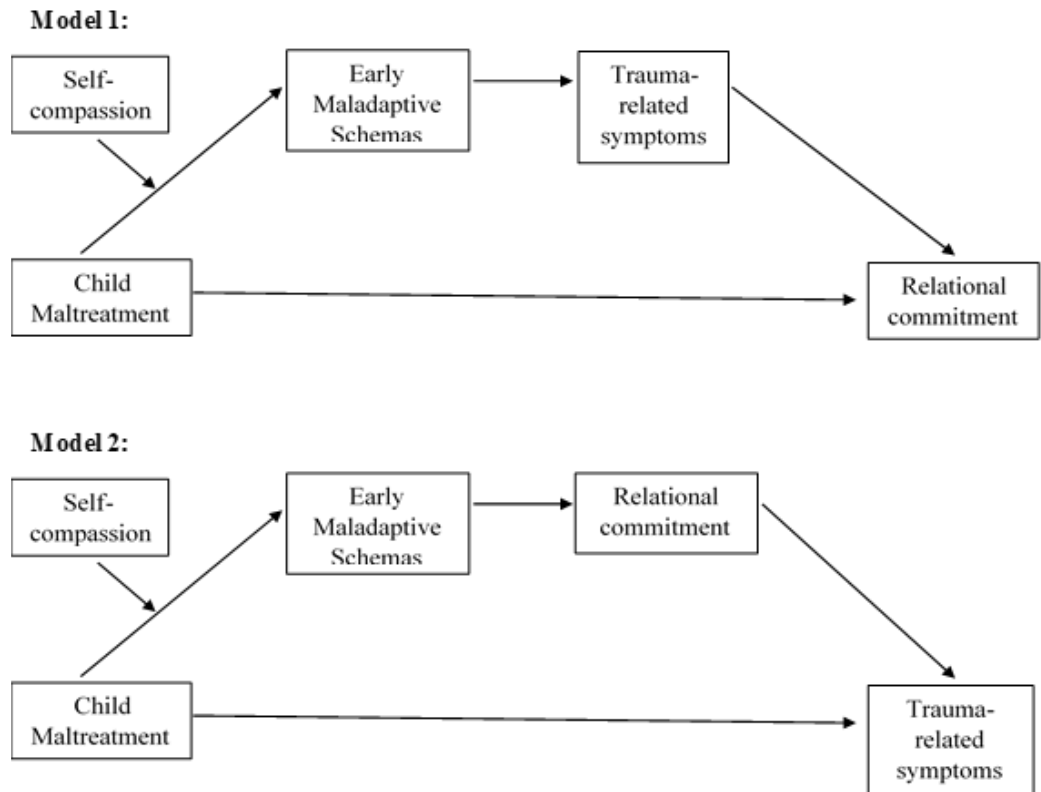 Model 1:
Self-
compassion
Early
Maladaptive
Schemas
Trauma-
related
symptoms
Child
Maltreatment
Relational
commitment
Model 2:
Self-
compassion
Early
Maladaptive
Schemas
Relational
commitment
Child
Maltreatment
Trauma-
related
symptoms